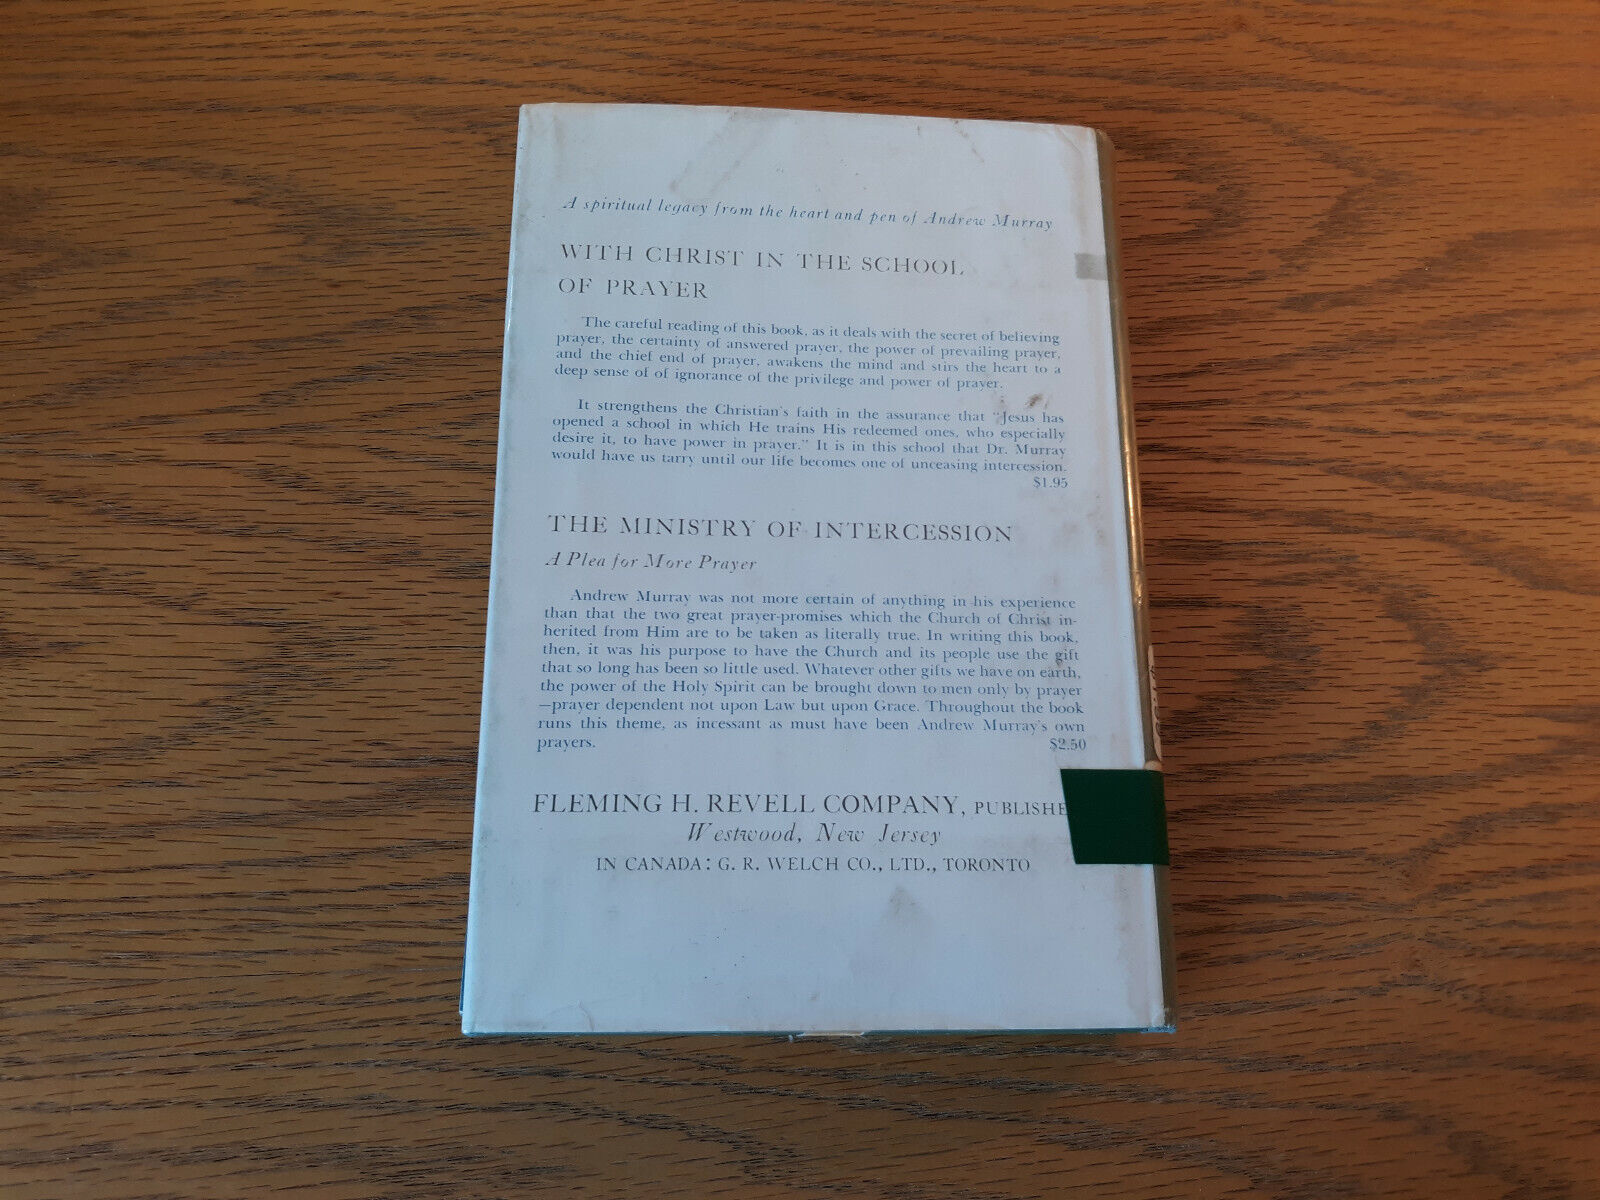 A spiritual legacy from the heart and pen of Andrew Murray
WITH CHRIST IN THE SCHOOL
OF PRAYER
The careful reading of this book, as it deals with the secret of believing
prayer, the certainty of answered prayer, the power of prevailing prayer,
and the chief end of prayer, awakens the mind and stirs the heart to a
deep sense of of ignorance of the privilege and power of prayer.
It strengthens the Christian's faith in the assurance that "Jesus has
opened a school in which He trains His redeemed ones, who especially
desire it, to have power in prayer." It is in this school that Dr. Murray
would have us tarry until our life becomes one of unceasing intercession.
$1.95
THE MINISTRY OF INTERCESSION
A Plea for More Prayer
Andrew Murray was not more certain of anything in his experience
than that the two great prayer-promises which the Church of Christ in-
herited from Him are to be taken as literally true. In writing this book,
then, it was his purpose to have the Church and its people use the gift
that so long has been so little used. Whatever other gifts we have on earth,
the power of the Holy Spirit can be brought down to men only by prayer
—prayer dependent not upon Law but upon Grace. Throughout the book
runs this theme, as incessant as must have been Andrew Murray's own
prayers. $2.50
FLEMING H. REVELL COMPANY, PUBLISHE
Westwood, New Jersey
IN CANADA: G. R. WELCH CO., LTD., TORONTO